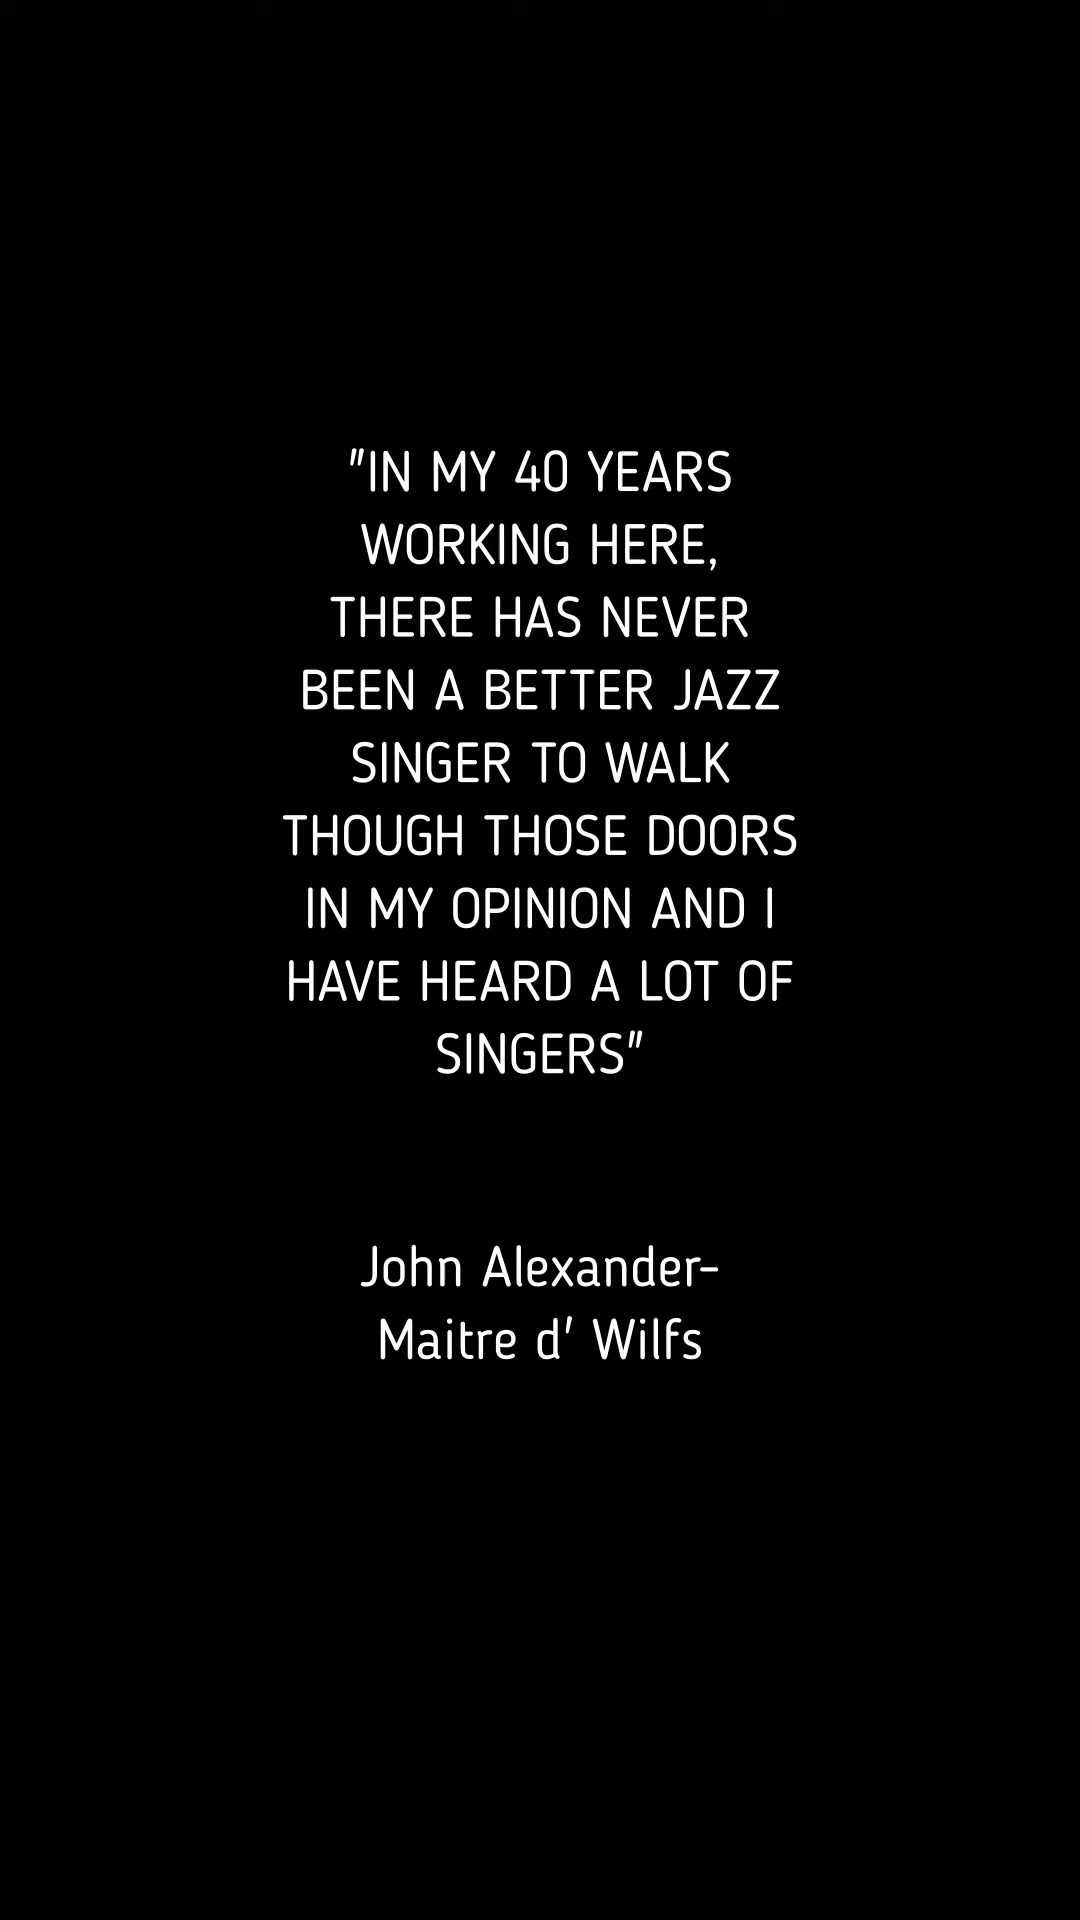 "IN MY 40 YEARS
WORKING HERE,
THERE HAS NEVER
BEEN A BETTER JAZZ
SINGER TO WALK
THOUGH THOSE DOORS
IN MY OPINION AND I
HAVE HEARD A LOT OF
SINGERS"
John Alexander-
Maitre d' Wilfs